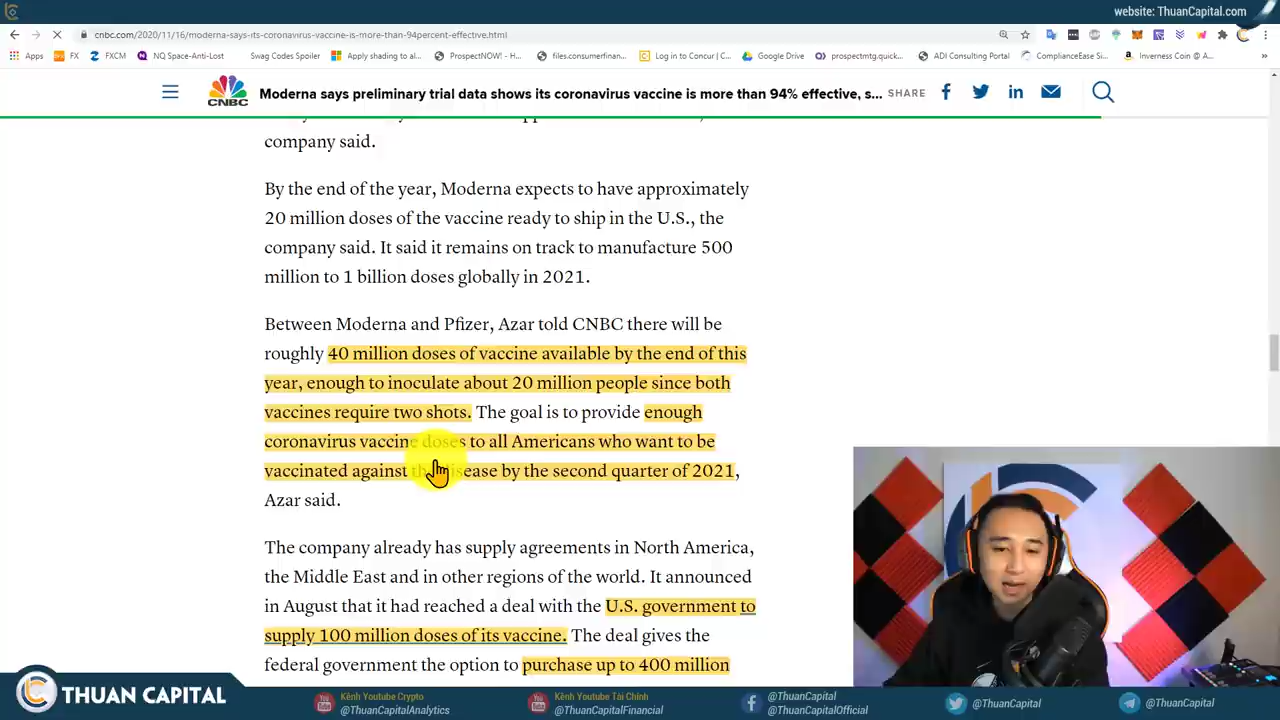 website: ThuanCapital.com
cnbc.com/2020/11/16/moderna-says-its-coronavirus-vaccine-is-more-than-94percent-effective.html
Apps FX FXCM NQ Space-Anti-Lost Swag Codes Spoiler Apply shading to al... ProspectNOW! - K... files.consumerfinan... Log in to Concur | C... Google Drive prospectmtg.quick... ADI Consulting Portal ComplianceEase Si... Inverness Coin @ A...
CNBC Moderna says preliminary trial data shows its coronavirus vaccine is more than 94% effective, s... SHARE
company said.
By the end of the year, Moderna expects to have approximately
20 million doses of the vaccine ready to ship in the U.S., the
company said. It said it remains on track to manufacture 500
million to 1 billion doses globally in 2021.
Between Moderna and Pfizer, Azar told CNBC there will be
roughly 40 million doses of vaccine available by the end of this
year, enough to inoculate about 20 million people since both
vaccines require two shots. The goal is to provide enough
coronavirus vaccine doses to all Americans who want to be
vaccinated against the disease by the second quarter of 2021,
Azar said.
The company already has supply agreements in North America,
the Middle East and in other regions of the world. It announced
in August that it had reached a deal with the U.S. government to
supply 100 million doses of its vaccine. The deal gives the
federal government the option to purchase up to 400 million
THUAN CAPITAL
Kênh Youtube Crypto
@ThuanCapitalAnalytics
Kênh Youtube Tài Chính
@ThuanCapitalFinancial
@ThuanCapital
@ThuanCapitalOfficial
@ThuanCapital
@ThuanCapital